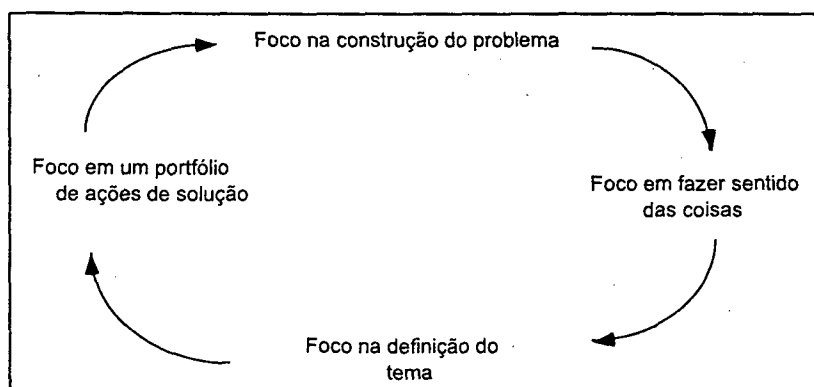 Foco na construção do problema
Foco em um portfólio
de ações de solução
Foco em fazer sentido
das coisas
Foco na definição do
tema